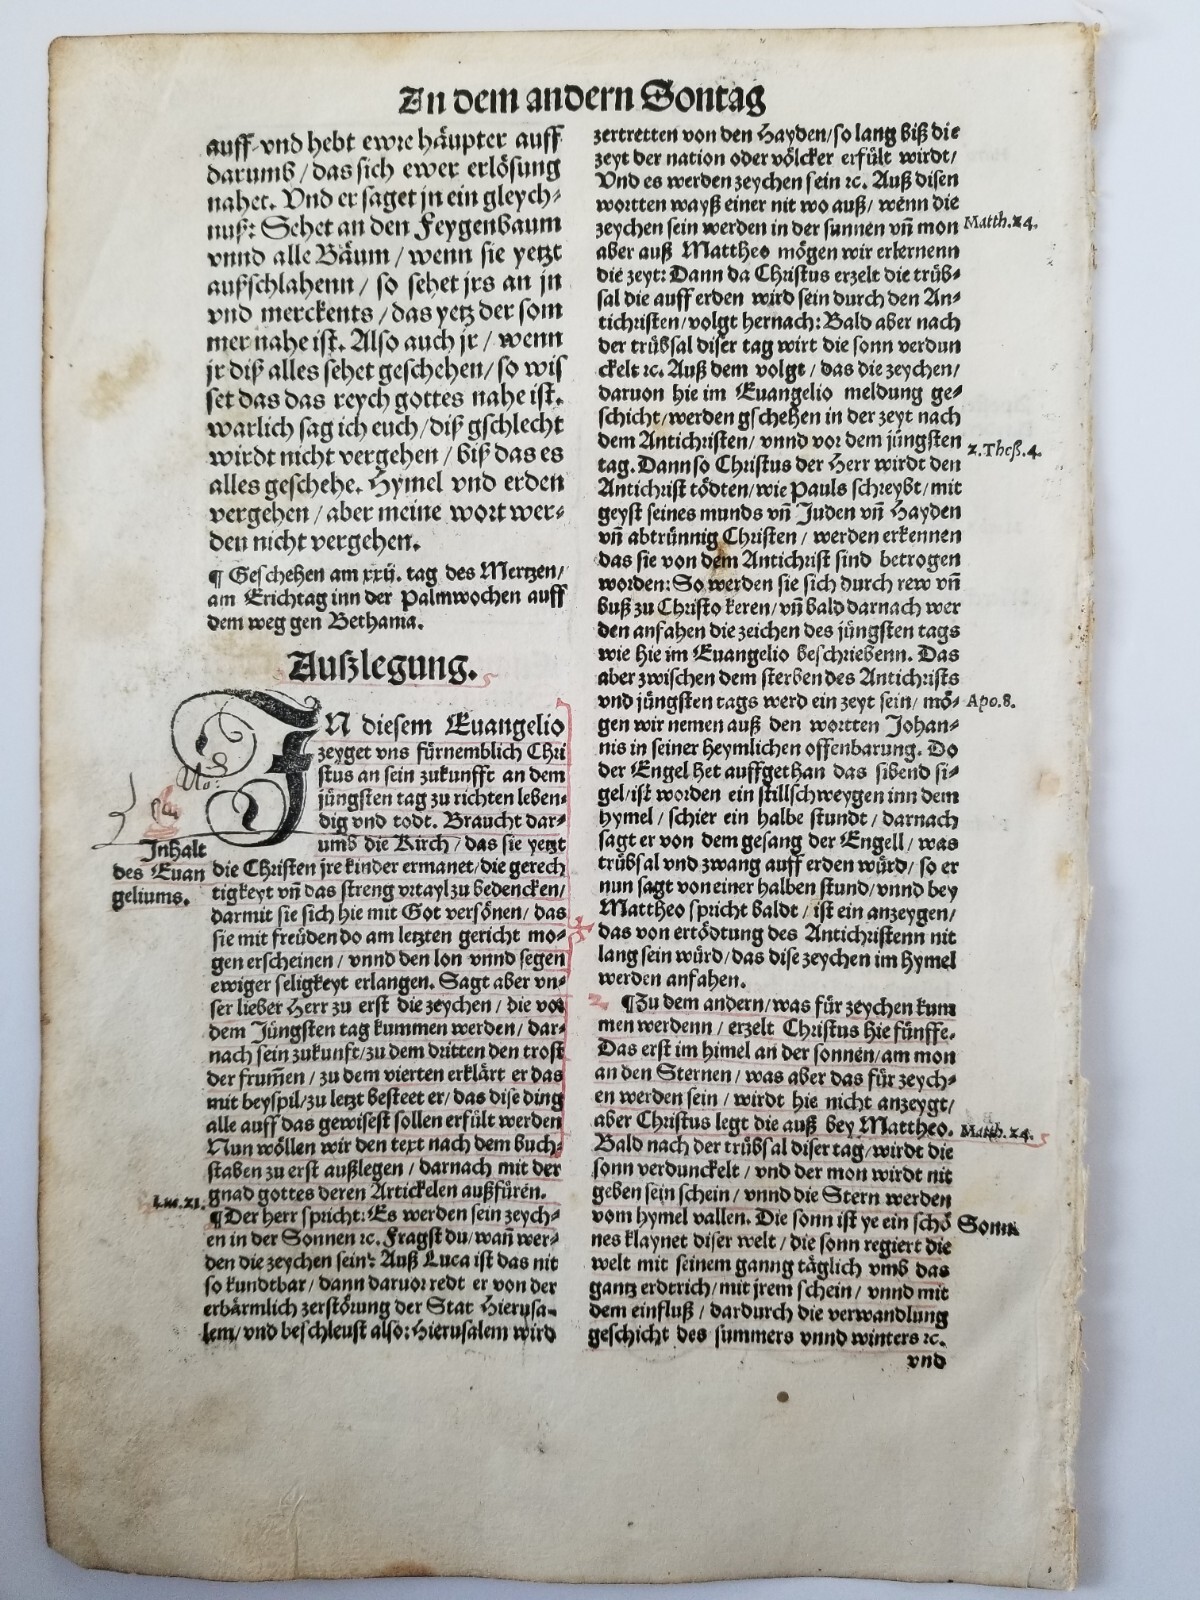 In dem andern Sontag
auff vnd hebt ewre häupter auff
darumb / das sich ewer erlösung
nahet. Vnd er saget jn ein gleych⸗
nuß: Sehet an den Feygenbaum
vnnd alle Bäum / wenn sie yetzt
außschlahenn / so sehet jrs an jn
vnd merckents / das yetz der som
mer nahe ist. Also auch jr / wenn
jr diß alles sehet geschehen / so wis
set das das reych gottes nahe ist.
warlich sag ich euch / diß gschlecht
wirdt nicht vergehen / biß das es
alles geschehe. Hymel vnd erden
vergehen / aber meine wort wer⸗
den nicht vergehen.
¶ Geschehen am xxij. tag des Mertzen /
am Erichtag inn der Palmwochen auff
dem weg gen Bethania.
Außlegung.
IN diesem Euangelio
zeyget vns fürnemblich Chri
stus an sein zukunfft an dem
jüngsten tag zu richten leben⸗
dig vnd todt. Braucht dar⸗
umb die Kirch / das sie yetzt
Inhalt
des Euan
geliums.
die Christen jre kinder ermanet / die gerech
tigkeyt vñ das streng vrtayl zu bedencken /
darmit sie sich hie mit Got versönen / das
sie mit freüden do am letzten gericht mo⸗
gen erscheinen / vnnd den lon vnnd segen
ewiger seligkeyt erlangen. Sagt aber vn⸗
ser lieber Herr zu erst die zeychen / die vor
dem Jüngsten tag kummen werden / dar⸗
nach sein zukunft / zu dem dritten den trost
der frum̃en / zu dem vierten erklärt er das
mit beyspil / zu letzt besteet er / das dise ding
alle auff das gewisest sollen erfült werden
Nun wöllen wir den text nach dem buch⸗
staben zu erst außlegen / darnach mit der
gnad gottes deren Artickelen außfüren.
Luc. xi.
¶ Der herr spricht: Es werden sein zeych⸗
en in der Sonnen ꝛc. Fragst du / wañ wer⸗
den die zeychen sein? Auß Luca ist das nit
so kundtbar / dann daruor redt er von der
erbärmlich zerstörung der Stat Hierusa⸗
lem / vnd beschleust also: Hierusalem wird
zertretten von den Hayden / so lang biß die
zeyt der nation oder völcker erfült wirdt /
Vnd es werden zeychen sein ꝛc. Auß disen
wortten wayß einer nit wo auß / wenn die
zeychen sein werden in der sunnen vñ mon
Matth. 24.
aber auß Mattheo mögen wir erkernenn
die zeyt: Dann da Christus erzelt die trüb⸗
sal die auff erden wird sein durch den An⸗
tichristen / volgt hernach: Bald aber nach
der trübsal diser tag wirt die sonn verdun
ckelt ꝛc. Auß dem volgt / das die zeychen /
daruon hie im Euangelio meldung ge⸗
schicht / werden gschehen in der zeyt nach
dem Antichristen / vnnd vor dem jüngsten
2. Thess. 4.
tag. Dann so Christus der Herr wirdt den
Antichrist tödten / wie Pauls schreybt / mit
geyst seines munds vñ Juden vñ Hayden
vñ abtrünnig Christen / werden erkennen
das sie von dem Antichrist sind betrogen
worden: So werden sie sich durch rew vñ
buß zu Christo keren / vñ bald darnach wer
den anfahen die zeichen des jüngsten tags
wie hie im Euangelio beschriebenn. Das
aber zwischen dem sterben des Antichrists
vnd jüngsten tags werd ein zeyt sein / mö⸗
Apo. 8.
gen wir nemen auß den wortten Johan⸗
nis in seiner heymlichen offenbarung. Do
der Engel het auffgethan das sibend si⸗
gel / ist worden ein stillschweygen inn dem
hymel / schier ein halbe stundt / darnach
sagt er von dem gesang der Engell / was
trübsal vnd zwang auff erden würd / so er
nun sagt von einer halben stund / vnnd bey
Mattheo spricht baldt / ist ein anzeygen /
das von ertödtung des Antichristenn nit
lang sein würd / das dise zeychen im hymel
werden anfahen.
¶ Zu dem andern / was für zeychen kum
men werdenn / erzelt Christus hie fünffe.
Das erst im himel an der sonnen / am mon
an den Sternen / was aber das für zeych⸗
en werden sein / wirdt hie nicht anzeygt /
aber Christus legt die auß bey Mattheo.
Matth. 24.
Bald nach der trübsal diser tag / wirdt die
sonn verdunckelt / vnd der mon wirdt nit
geben sein schein / vnnd die Stern werden
vom hymel vallen. Die sonn ist ye ein schö
Sonn
nes klaynet diser welt / die sonn regiert die
welt mit seinem ganng täglich vmb das
gantz erdtrich / mit jrem schein / vnnd mit
dem einfluß / dardurch die verwandlung
geschicht des summers vnnd winters ꝛc.
vnd